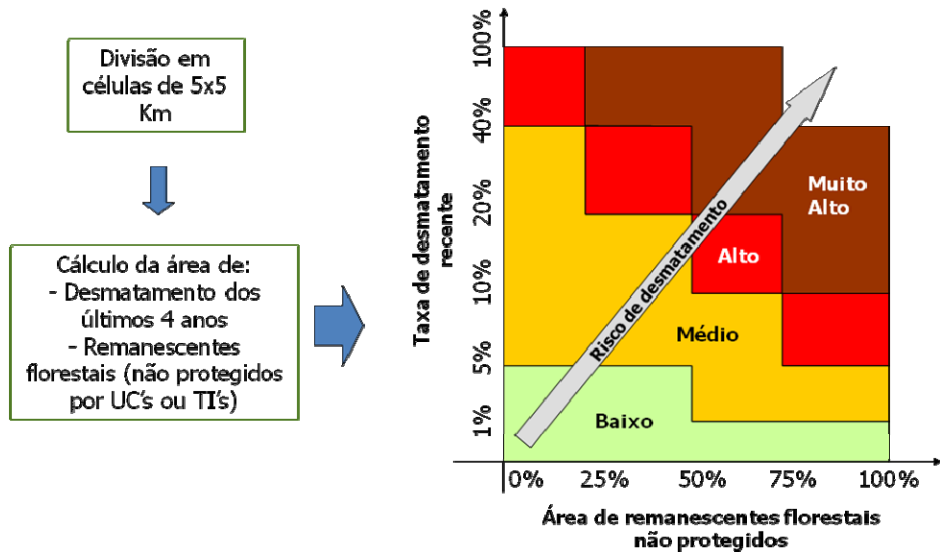 Divisão em
células de 5x5
Km
Cálculo da área de:
- Desmatamento dos
últimos 4 anos
- Remanescentes
florestais (não protegidos
por UC's ou TI's)
Taxa de desmatamento
recente
100%
40%
20%
10%
5%
1%
Muito
Alto
Alto
Médio
Baixo
Risco de desmatamento
0%
25%
50%
75%
100%
Área de remanescentes florestais
não protegidos